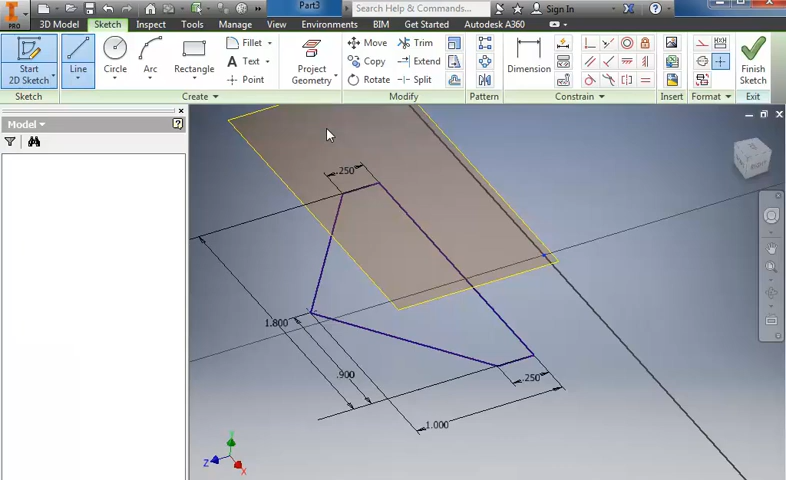 PRO
Part3
Search Help & Commands...
Sign In
3D Model Sketch Inspect Tools Manage View Environments BIM Get Started Autodesk A360
Start
2D Sketch
Line
Circle
Arc
Rectangle
Fillet
Text
Point
Project
Geometry
Move
Copy
Rotate
Trim
Extend
Split
Dimension
Finish
Sketch
Sketch Create Modify Pattern Constrain Insert Format Exit
Model
.250
1.800
.900
.250
1.000
RIGHT
Y
Z
X